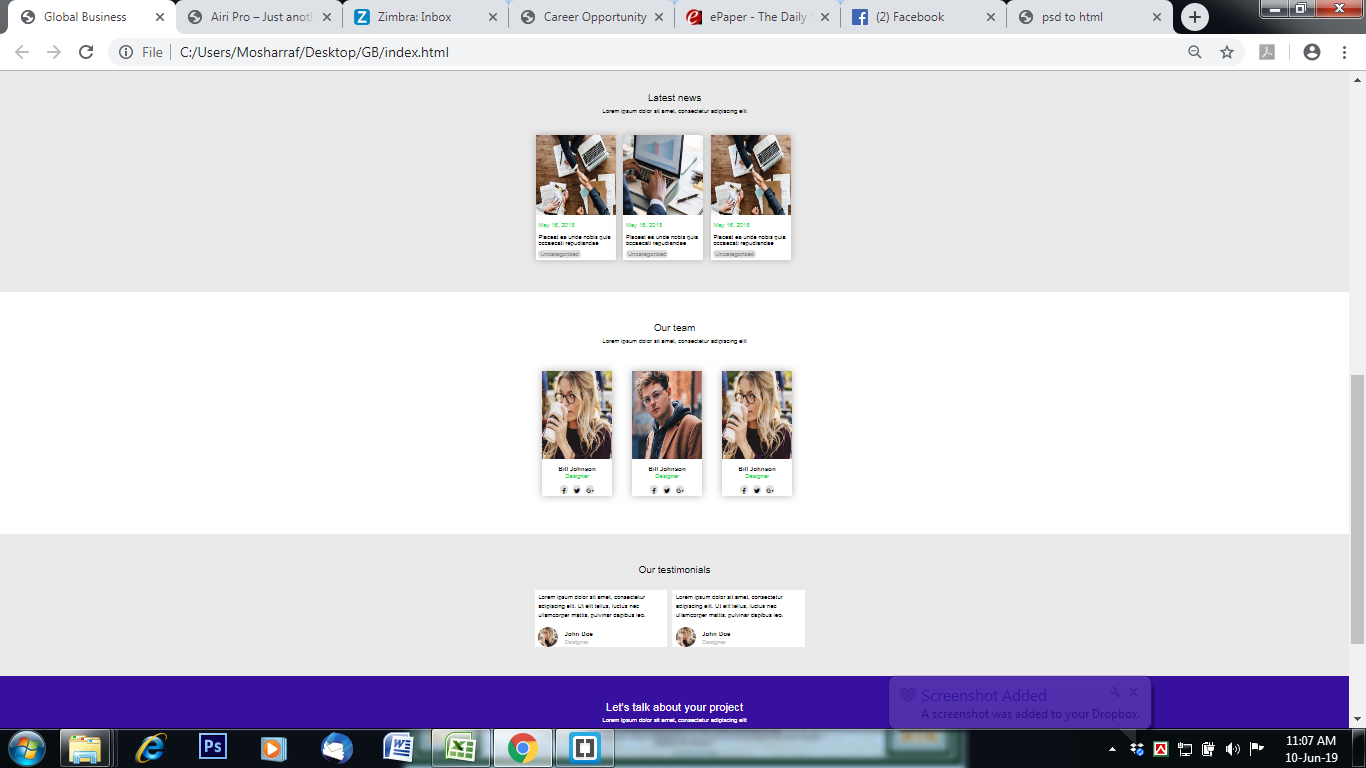 Global Business
Airi Pro – Just anoth
Zimbra: Inbox
Career Opportunity
ePaper - The Daily
(2) Facebook
psd to html
File
C:/Users/Mosharraf/Desktop/GB/index.html
Latest news
Lorem ipsum dolor sit amet, consectetur adipiscing elit
May 16, 2018 May 16, 2018 May 16, 2018
Placeat ea unde nobis quis Placeat ea unde nobis quis Placeat ea unde nobis quis
occaecati repudiandae occaecati repudiandae occaecati repudiandae
Uncategorized Uncategorized Uncategorized
Our team
Lorem ipsum dolor sit amet, consectetur adipiscing elit
Bill Johnson Bill Johnson Bill Johnson
Designer Designer Designer
Our testimonials
Lorem ipsum dolor sit amet, consectetur
adipiscing elit. Ut elit tellus, luctus nec
ullamcorper mattis, pulvinar dapibus leo.
John Doe
Designer
Lorem ipsum dolor sit amet, consectetur
adipiscing elit. Ut elit tellus, luctus nec
ullamcorper mattis, pulvinar dapibus leo.
John Doe
Designer
Let's talk about your project
Lorem ipsum dolor sit amet, consectetur adipiscing elit
Screenshot Added
A screenshot was added to your Dropbox.
Ps
11:07 AM
10-Jun-19